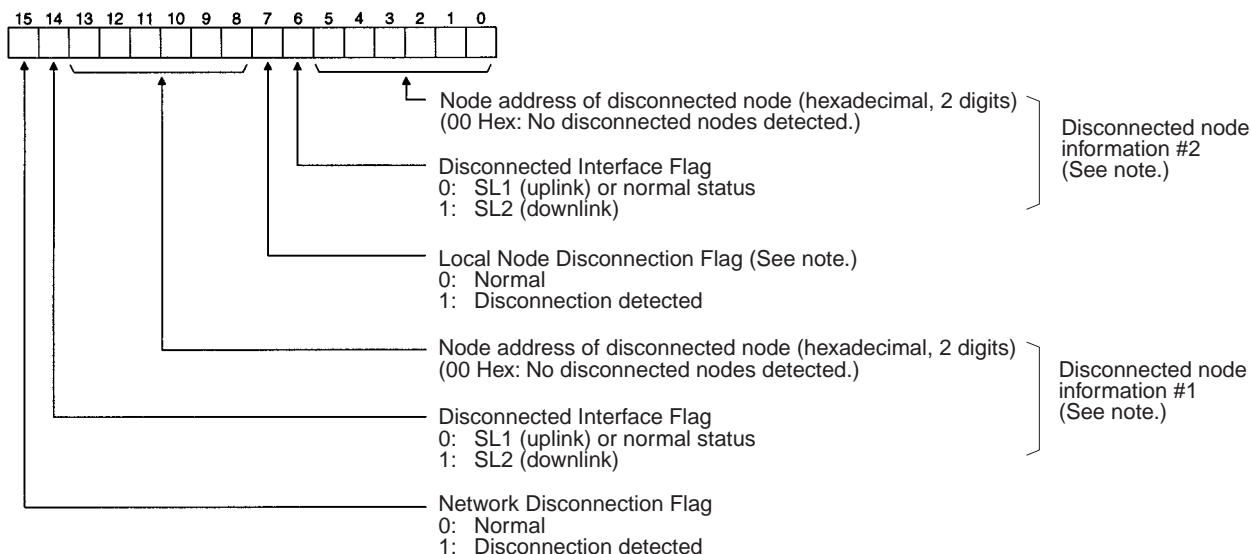 15 14 13 12 11 10 9 8 7 6 5 4 3 2 1 0
Node address of disconnected node (hexadecimal, 2 digits)
(00 Hex: No disconnected nodes detected.)
Disconnected Interface Flag
0: SL1 (uplink) or normal status
1: SL2 (downlink)
Disconnected node
information #2
(See note.)
Local Node Disconnection Flag (See note.)
0: Normal
1: Disconnection detected
Node address of disconnected node (hexadecimal, 2 digits)
(00 Hex: No disconnected nodes detected.)
Disconnected Interface Flag
0: SL1 (uplink) or normal status
1: SL2 (downlink)
Disconnected node
information #1
(See note.)
Network Disconnection Flag
0: Normal
1: Disconnection detected